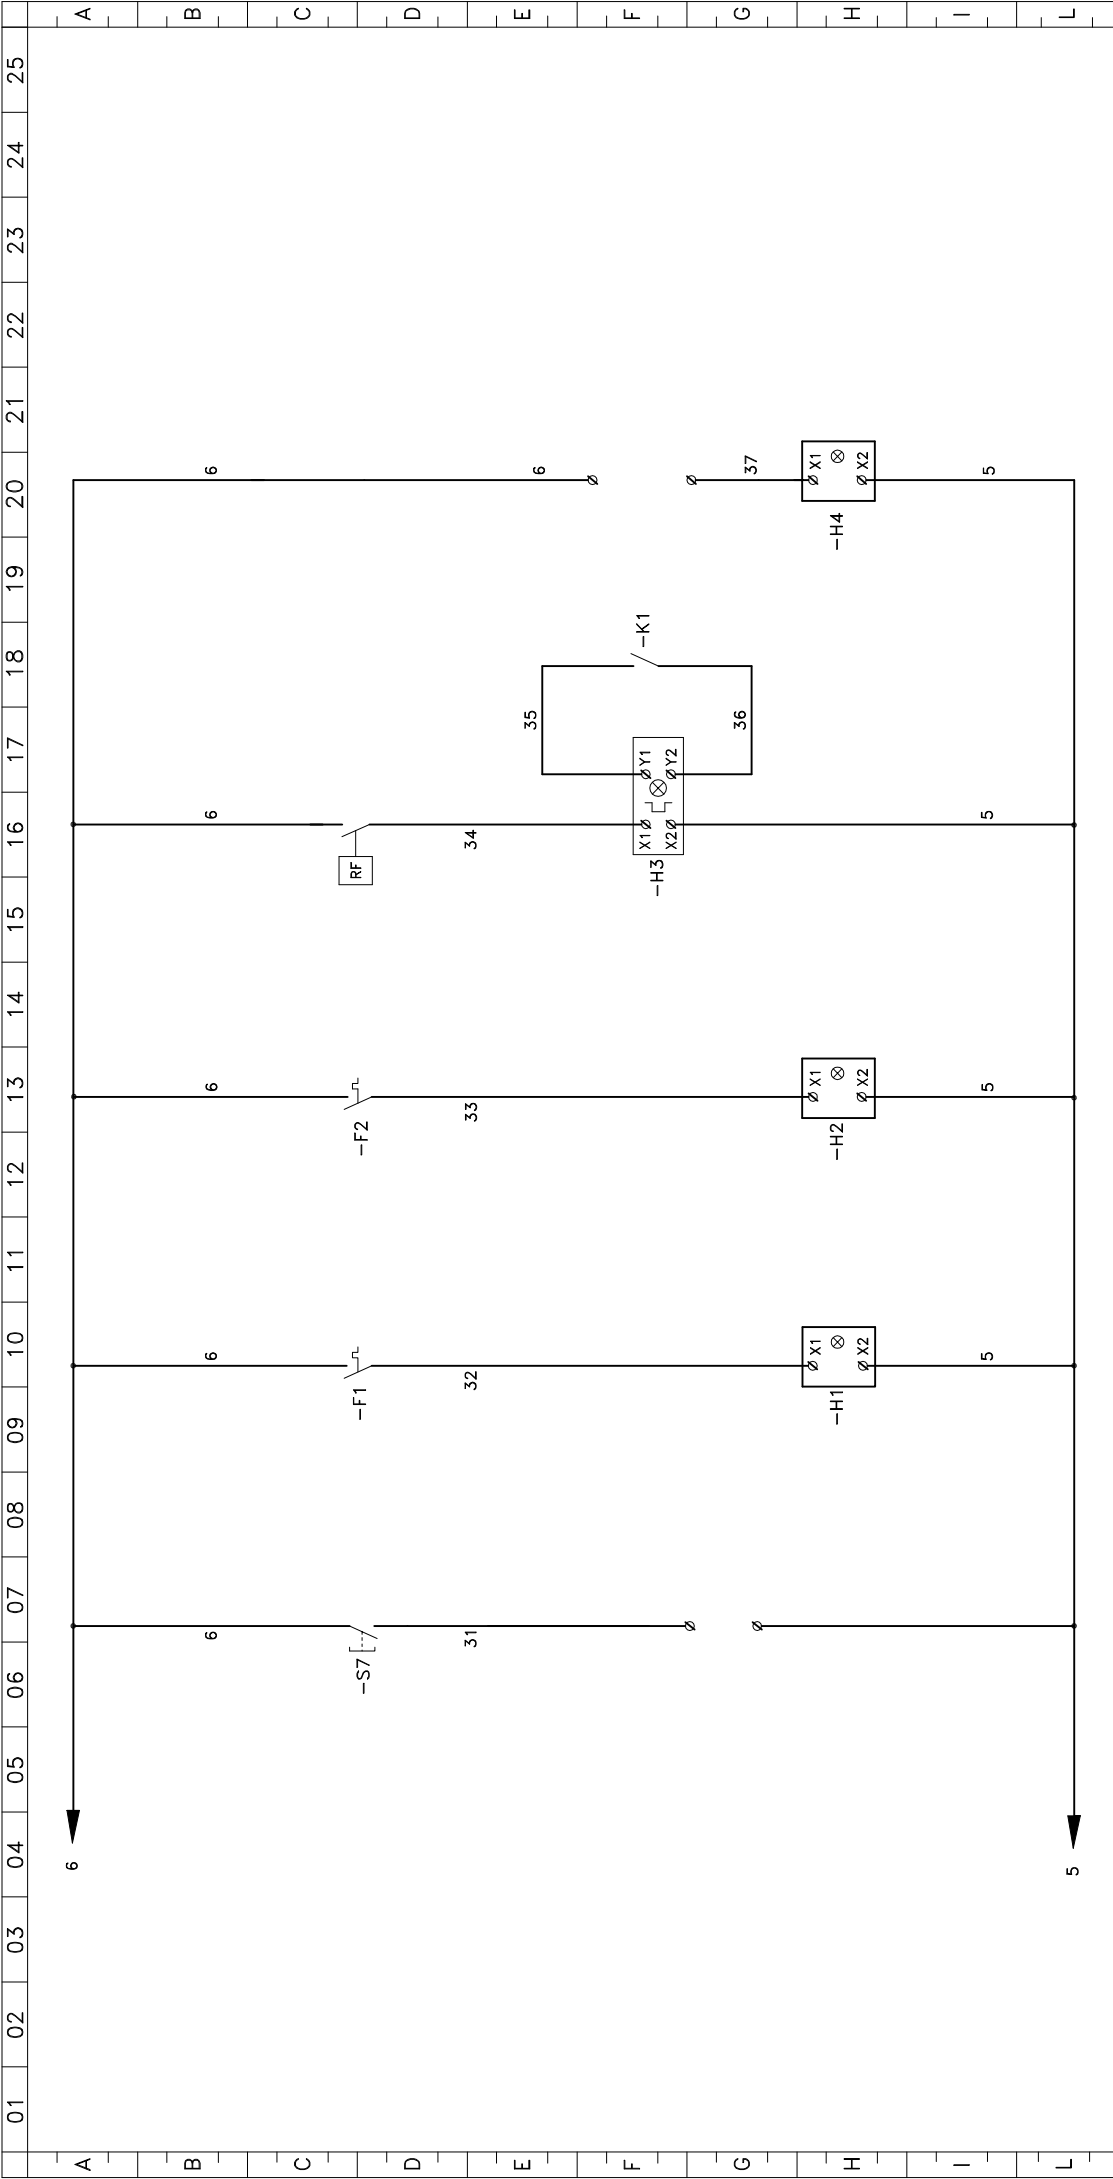 01 02 03 04 05 06 07 08 09 10 11 12 13 14 15 16 17 18 19 20 21 22 23 24 25
6
A A
B B
6 6 6 6 6
C C
-S7 -F1 -F2 RF
D D
31 32 33 34
E E
35 6
F F
X1 Y1 -K1
-H3
X2 Y2
G G
36 37
X1 X1 X1
-H1 -H2 -H4
H H
X2 X2 X2
I I
5 5 5 5
L L
5